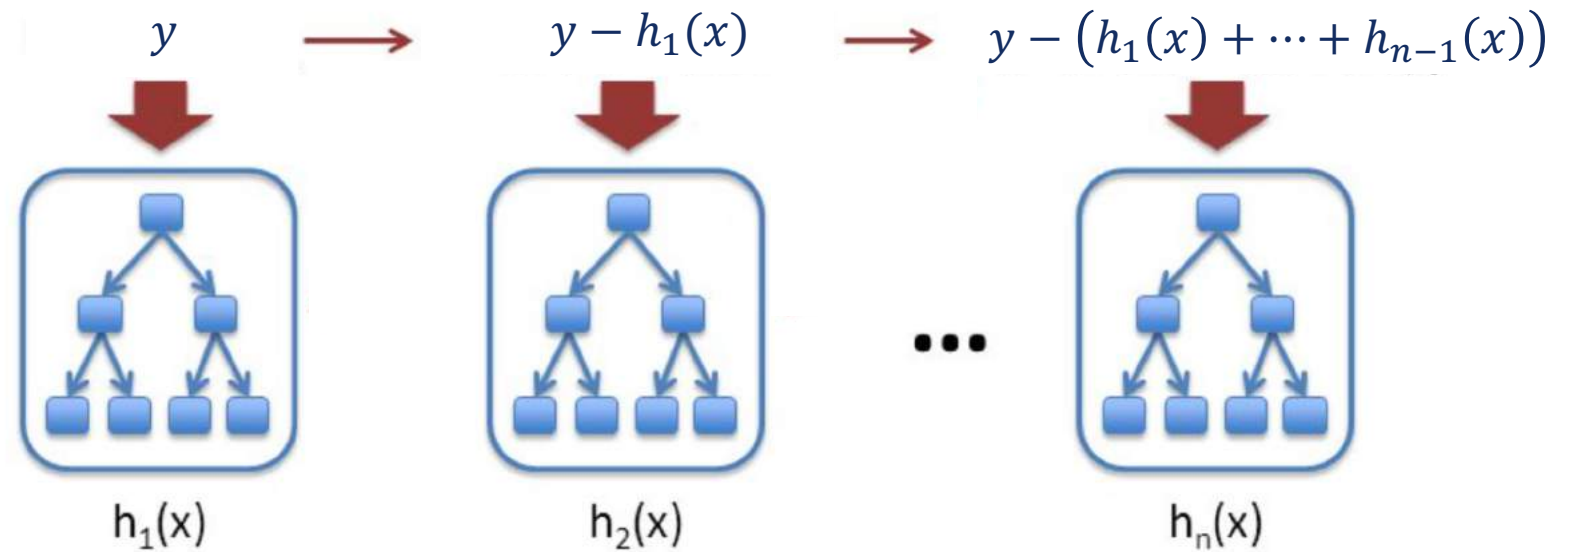 y → y − h₁(x) → y − (h₁(x) + ⋯ + hₙ₋₁(x))
...
h₁(x) h₂(x) hₙ(x)